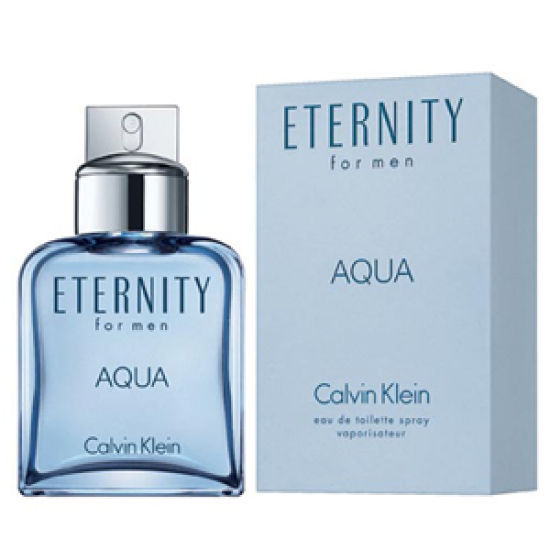 ETERNITY
for men
AQUA
Calvin Klein
ETERNITY
for men
AQUA
Calvin Klein
eau de toilette spray
vaporisateur